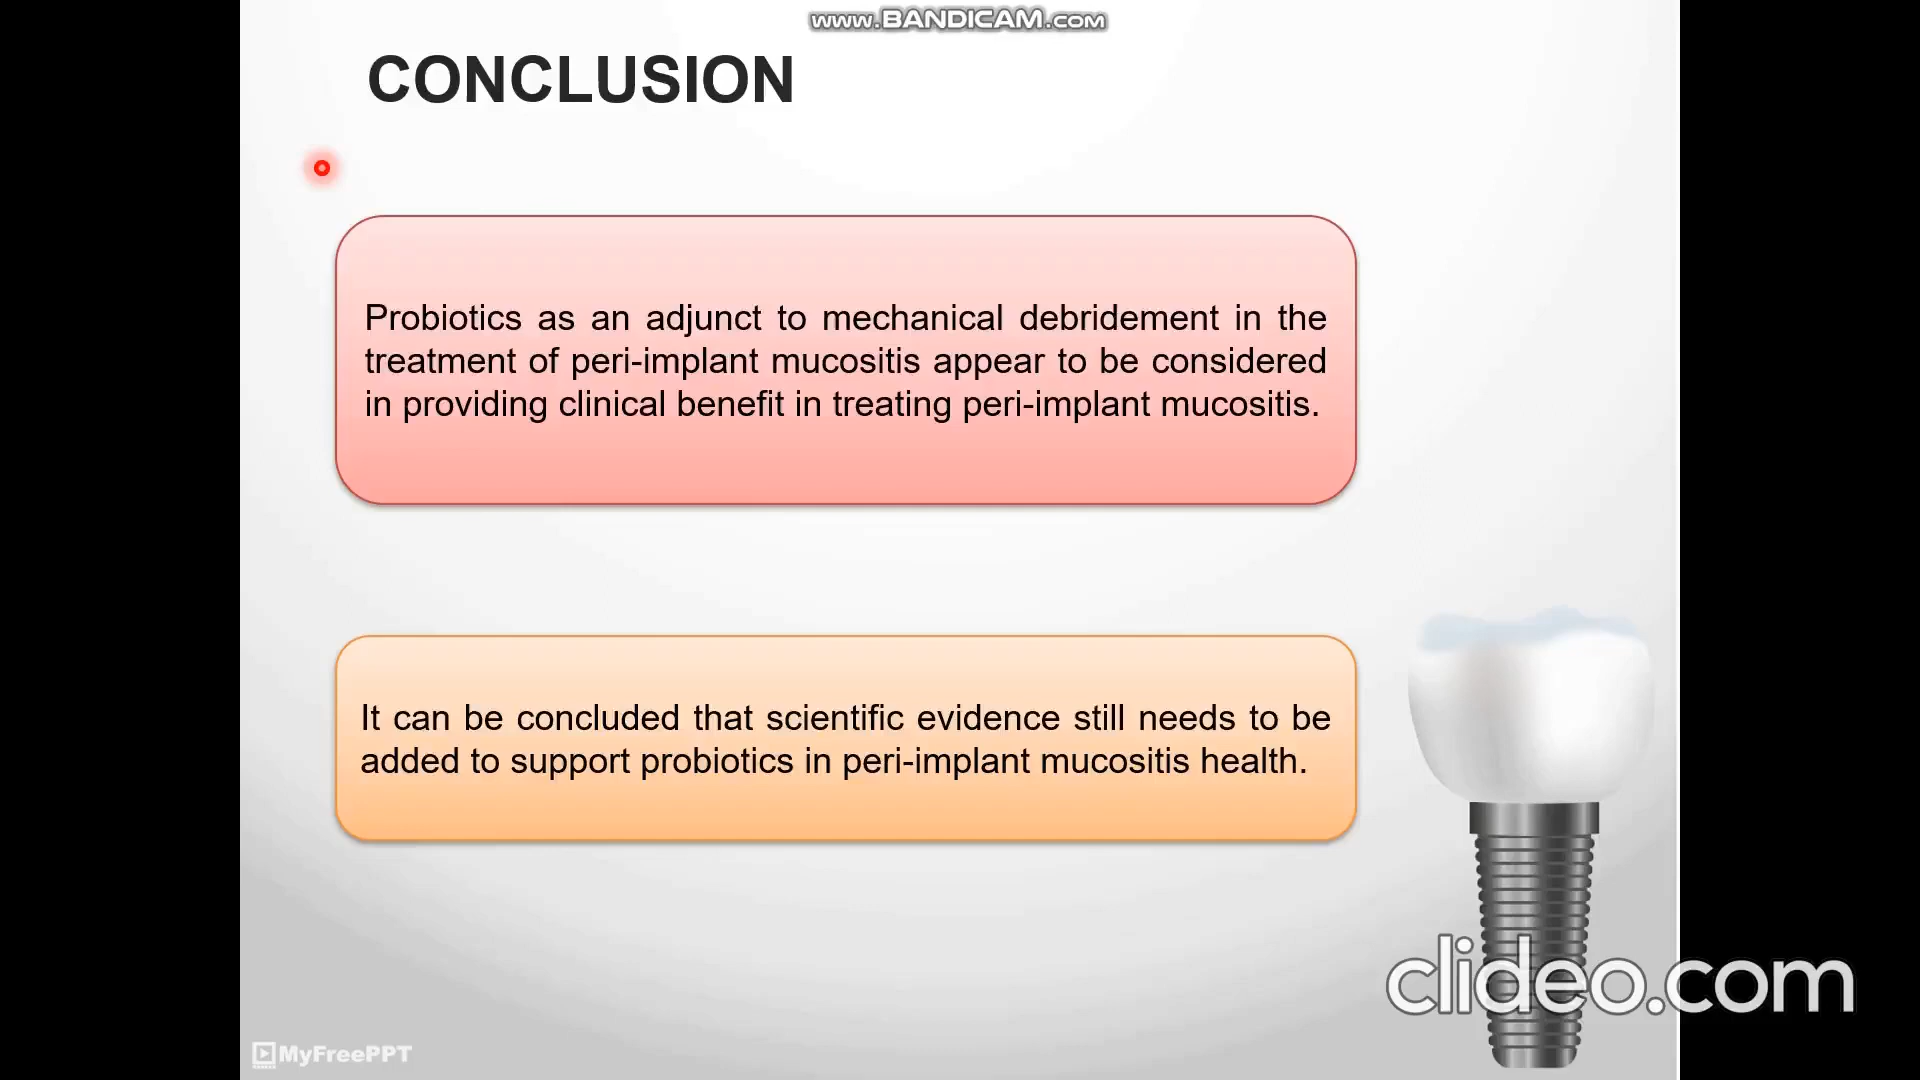 www.BANDICAM.com
CONCLUSION
Probiotics as an adjunct to mechanical debridement in the
treatment of peri-implant mucositis appear to be considered
in providing clinical benefit in treating peri-implant mucositis.
It can be concluded that scientific evidence still needs to be
added to support probiotics in peri-implant mucositis health.
clideo.com
MyFreePPT